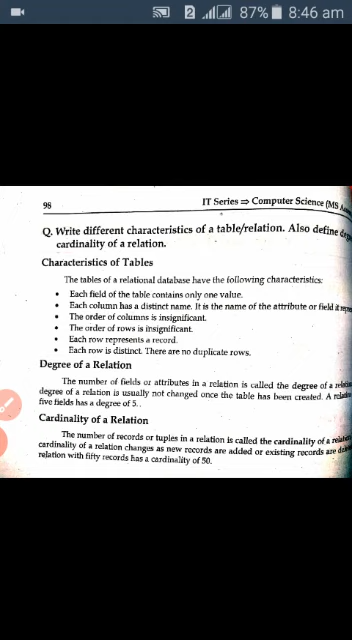 2 87% 8:46 am
98 IT Series ⇒ Computer Science (MS
Q. Write different characteristics of a table/relation. Also define
cardinality of a relation.
Characteristics of Tables
The tables of a relational database have the following characteristics:
• Each field of the table contains only one value.
• Each column has a distinct name. It is the name of the attribute or field it
• The order of columns is insignificant.
• The order of rows is insignificant.
• Each row represents a record.
• Each row is distinct. There are no duplicate rows.
Degree of a Relation
The number of fields or attributes in a relation is called the degree of a
degree of a relation is usually not changed once the table has been created. A
five fields has a degree of 5.
Cardinality of a Relation
The number of records or tuples in a relation is called the cardinality of a
cardinality of a relation changes as new records are added or existing records are
relation with fifty records has a cardinality of 50.